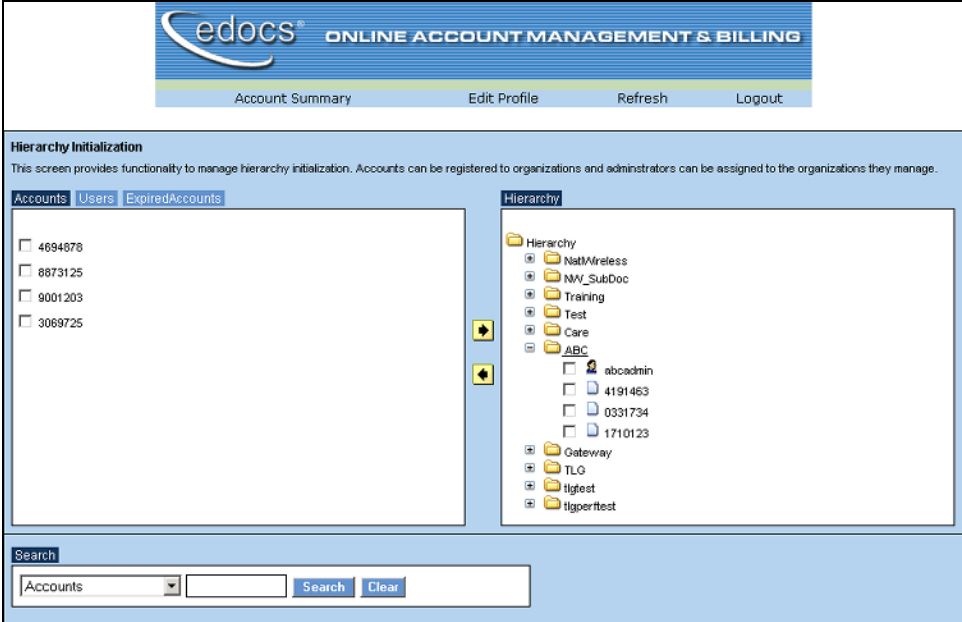 edocs®
ONLINE ACCOUNT MANAGEMENT & BILLING
Account Summary Edit Profile Refresh Logout
Hierarchy Initialization
This screen provides functionality to manage hierarchy initialization. Accounts can be registered to organizations and adminstrators can be assigned to the organizations they manage.
Accounts Users ExpiredAccounts
4694878
8873125
9001203
3069725
Hierarchy
Hierarchy
NatlWireless
NW_SubDoc
Training
Test
Care
ABC
abcadmin
4191463
0331734
1710123
Gateway
TLG
tlgtest
tlgperftest
Search
Accounts Search Clear